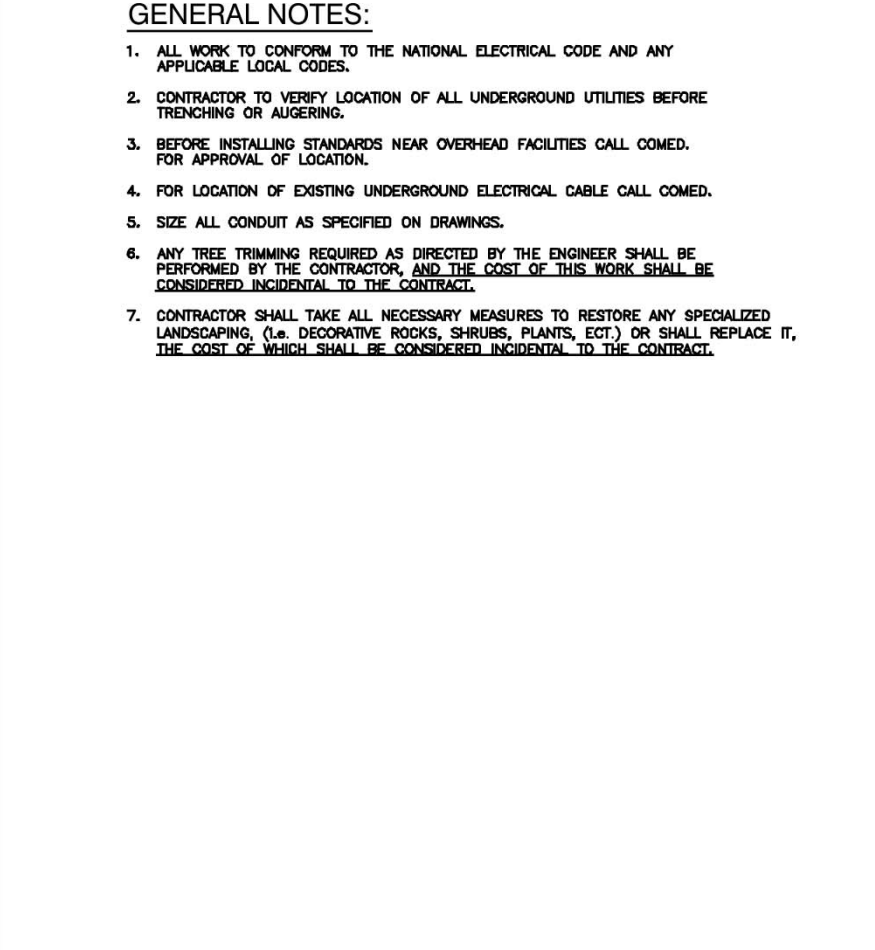 GENERAL NOTES:
1. ALL WORK TO CONFORM TO THE NATIONAL ELECTRICAL CODE AND ANY
APPLICABLE LOCAL CODES.
2. CONTRACTOR TO VERIFY LOCATION OF ALL UNDERGROUND UTILITIES BEFORE
TRENCHING OR AUGERING.
3. BEFORE INSTALLING STANDARDS NEAR OVERHEAD FACILITIES CALL COMED.
FOR APPROVAL OF LOCATION.
4. FOR LOCATION OF EXISTING UNDERGROUND ELECTRICAL CABLE CALL COMED.
5. SIZE ALL CONDUIT AS SPECIFIED ON DRAWINGS.
6. ANY TREE TRIMMING REQUIRED AS DIRECTED BY THE ENGINEER SHALL BE
PERFORMED BY THE CONTRACTOR, AND THE COST OF THIS WORK SHALL BE
CONSIDERED INCIDENTAL TO THE CONTRACT.
7. CONTRACTOR SHALL TAKE ALL NECESSARY MEASURES TO RESTORE ANY SPECIALIZED
LANDSCAPING, (1.e. DECORATIVE ROCKS, SHRUBS, PLANTS, ECT.) OR SHALL REPLACE IT,
THE COST OF WHICH SHALL BE CONSIDERED INCIDENTAL TO THE CONTRACT.